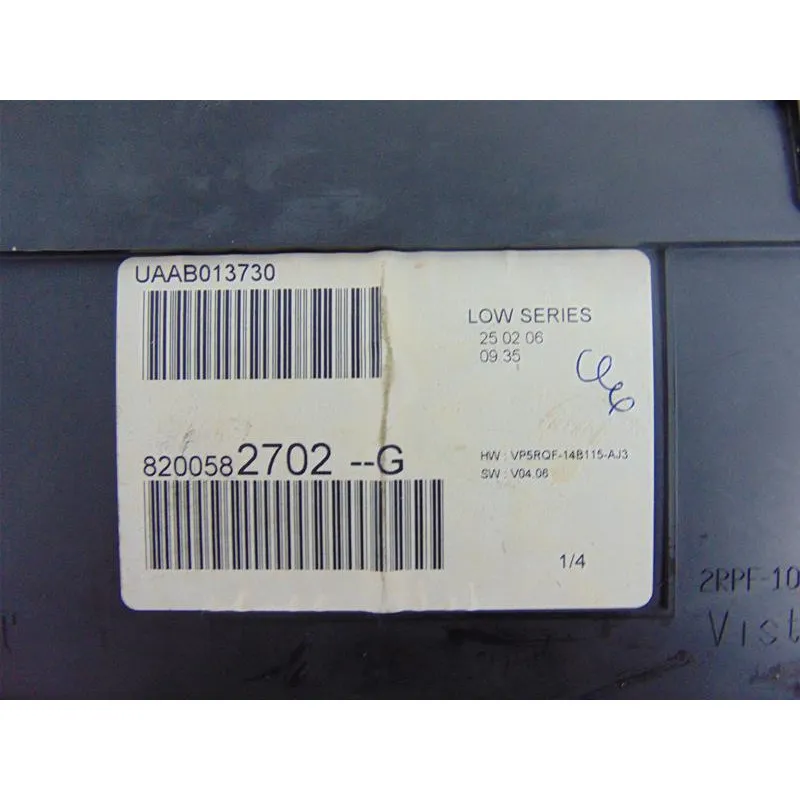 UAAB013730
LOW SERIES
25 02 06
09 35
8200582702 --G
HW : VP5RQF-14B115-AJ3
SW : V04.06
1/4
2RPF-10
Vist